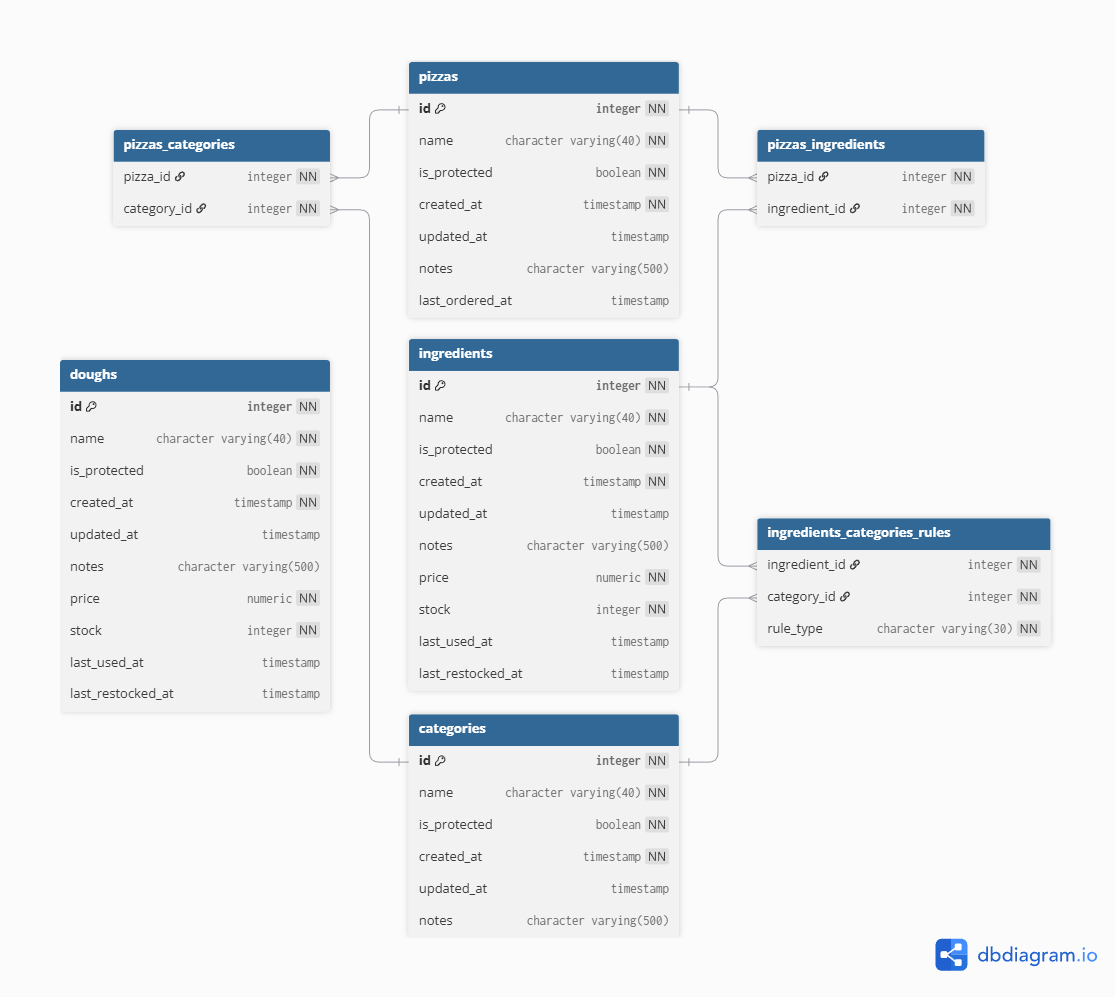 pizzas
id integer NN
name character varying(40) NN
is_protected boolean NN
created_at timestamp NN
updated_at timestamp
notes character varying(500)
last_ordered_at timestamp
pizzas_categories
pizza_id integer NN
category_id integer NN
pizzas_ingredients
pizza_id integer NN
ingredient_id integer NN
ingredients
id integer NN
name character varying(40) NN
is_protected boolean NN
created_at timestamp NN
updated_at timestamp
notes character varying(500)
price numeric NN
stock integer NN
last_used_at timestamp
last_restocked_at timestamp
doughs
id integer NN
name character varying(40) NN
is_protected boolean NN
created_at timestamp NN
updated_at timestamp
notes character varying(500)
price numeric NN
stock integer NN
last_used_at timestamp
last_restocked_at timestamp
ingredients_categories_rules
ingredient_id integer NN
category_id integer NN
rule_type character varying(30) NN
categories
id integer NN
name character varying(40) NN
is_protected boolean NN
created_at timestamp NN
updated_at timestamp
notes character varying(500)
dbdiagram.io